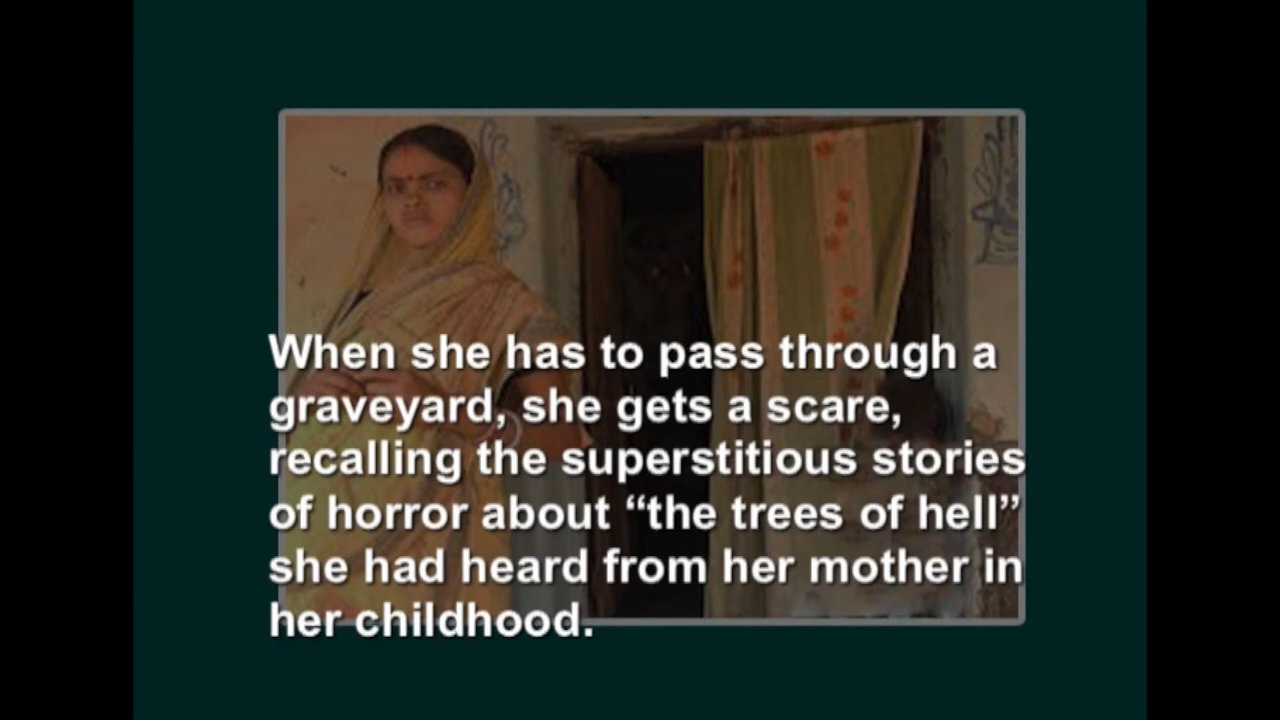 When she has to pass through a
graveyard, she gets a scare,
recalling the superstitious stories
of horror about “the trees of hell”
she had heard from her mother in
her childhood.